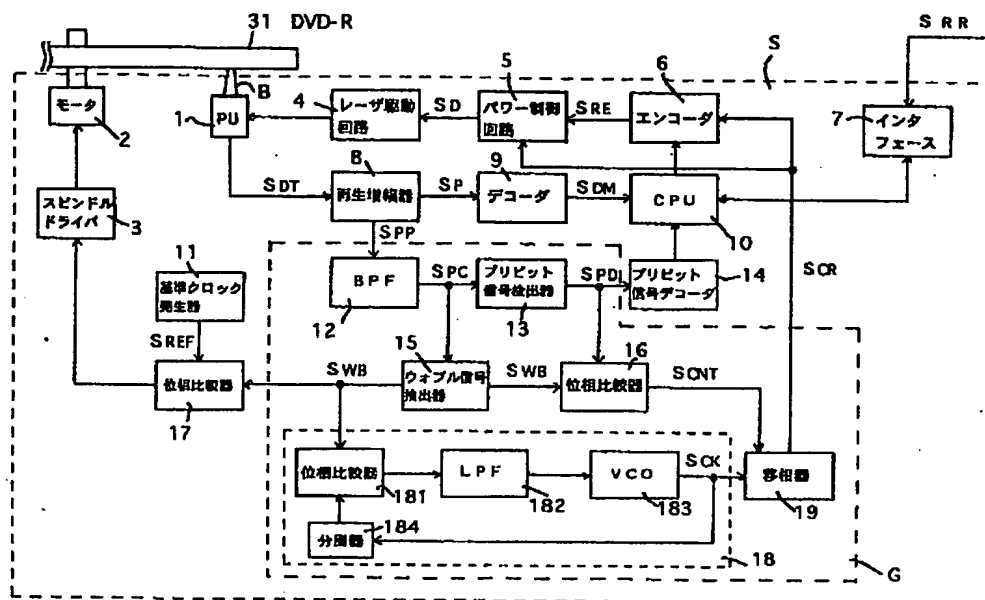 31 DVD-R
SRR
S
B
モータ
2
1
PU
4
レーザ駆動
回路
SD
5
パワー制御
回路
SRE
6
エンコーダ
7
インタ
フェース
SDT
8
再生増幅器
SP
9
デコーダ
SDM
CPU
10
スピンドル
ドライバ
3
SPP
SCR
11
基準クロック
発生器
BPF
12
SPC
プリピット
信号検出器
13
SPD
プリピット
信号デコーダ
14
SREF
位相比較器
17
SWB
15
ウォブル信号
検出器
SWB
16
位相比較器
SCNT
位相比較器
181
LPF
182
VCO
183
SCK
移相器
19
分周器
184
18
G